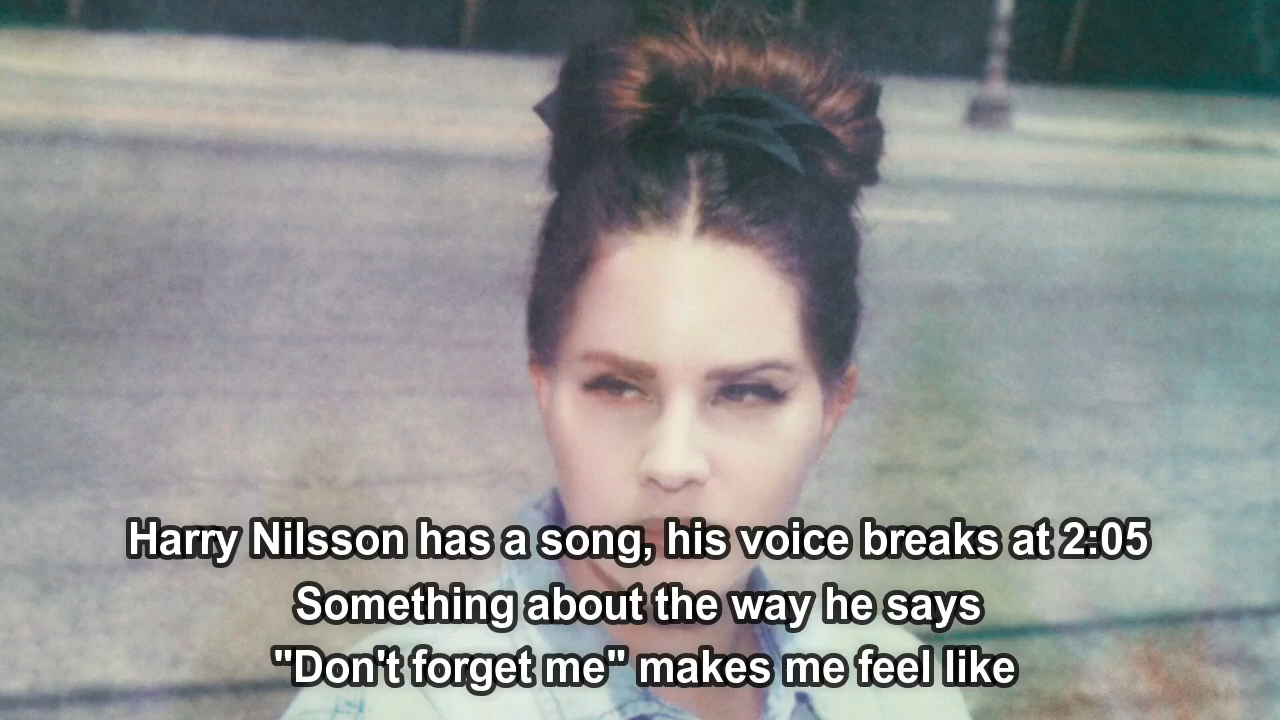 Harry Nilsson has a song, his voice breaks at 2:05
Something about the way he says
"Don't forget me" makes me feel like